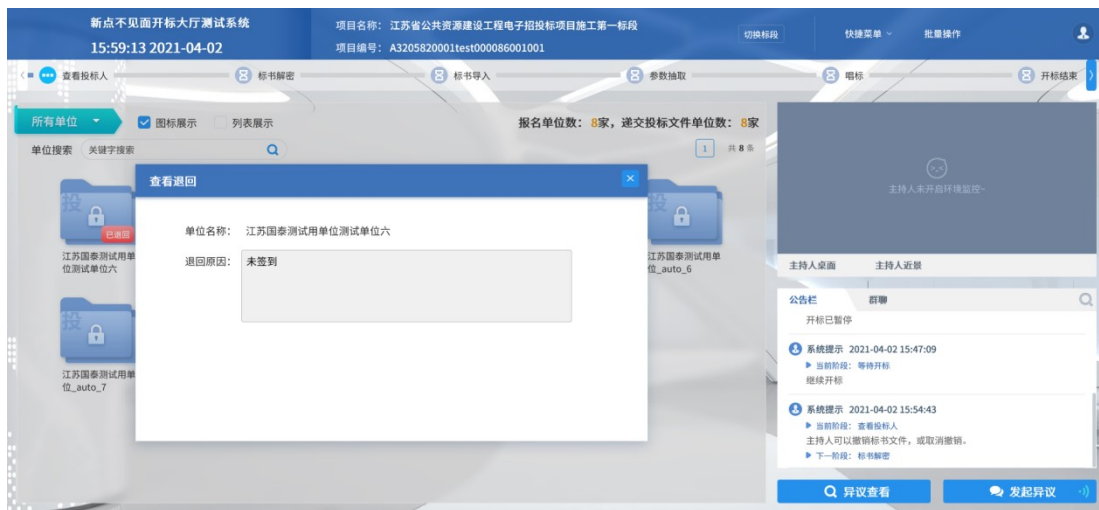 新点不见面开标大厅测试系统
15:59:13 2021-04-02
项目名称： 江苏省公共资源建设工程电子招投标项目施工第一标段
项目编号： A3205820001test000086001001
切换标段
快捷菜单
批量操作
查看投标人
标书解密
标书导入
参数抽取
唱标
开标结束
所有单位
图标展示
列表展示
报名单位数： 8家，递交投标文件单位数： 8家
单位搜索
关键字搜索
1
共 8 条
查看退回
单位名称： 江苏国泰测试用单位测试单位六
退回原因： 未签到
投
已退回
江苏国泰测试用单
位测试单位六
投
江苏国泰测试用单
位_auto_6
投
江苏国泰测试用单
位_auto_7
主持人未开启环境监控~
主持人桌面
主持人近景
公告栏
群聊
开标已暂停
系统提示 2021-04-02 15:47:09
当前阶段： 等待开标
继续开标
系统提示 2021-04-02 15:54:43
当前阶段： 查看投标人
主持人可以撤销标书文件，或取消撤销。
下一阶段： 标书解密
异议查看
发起异议